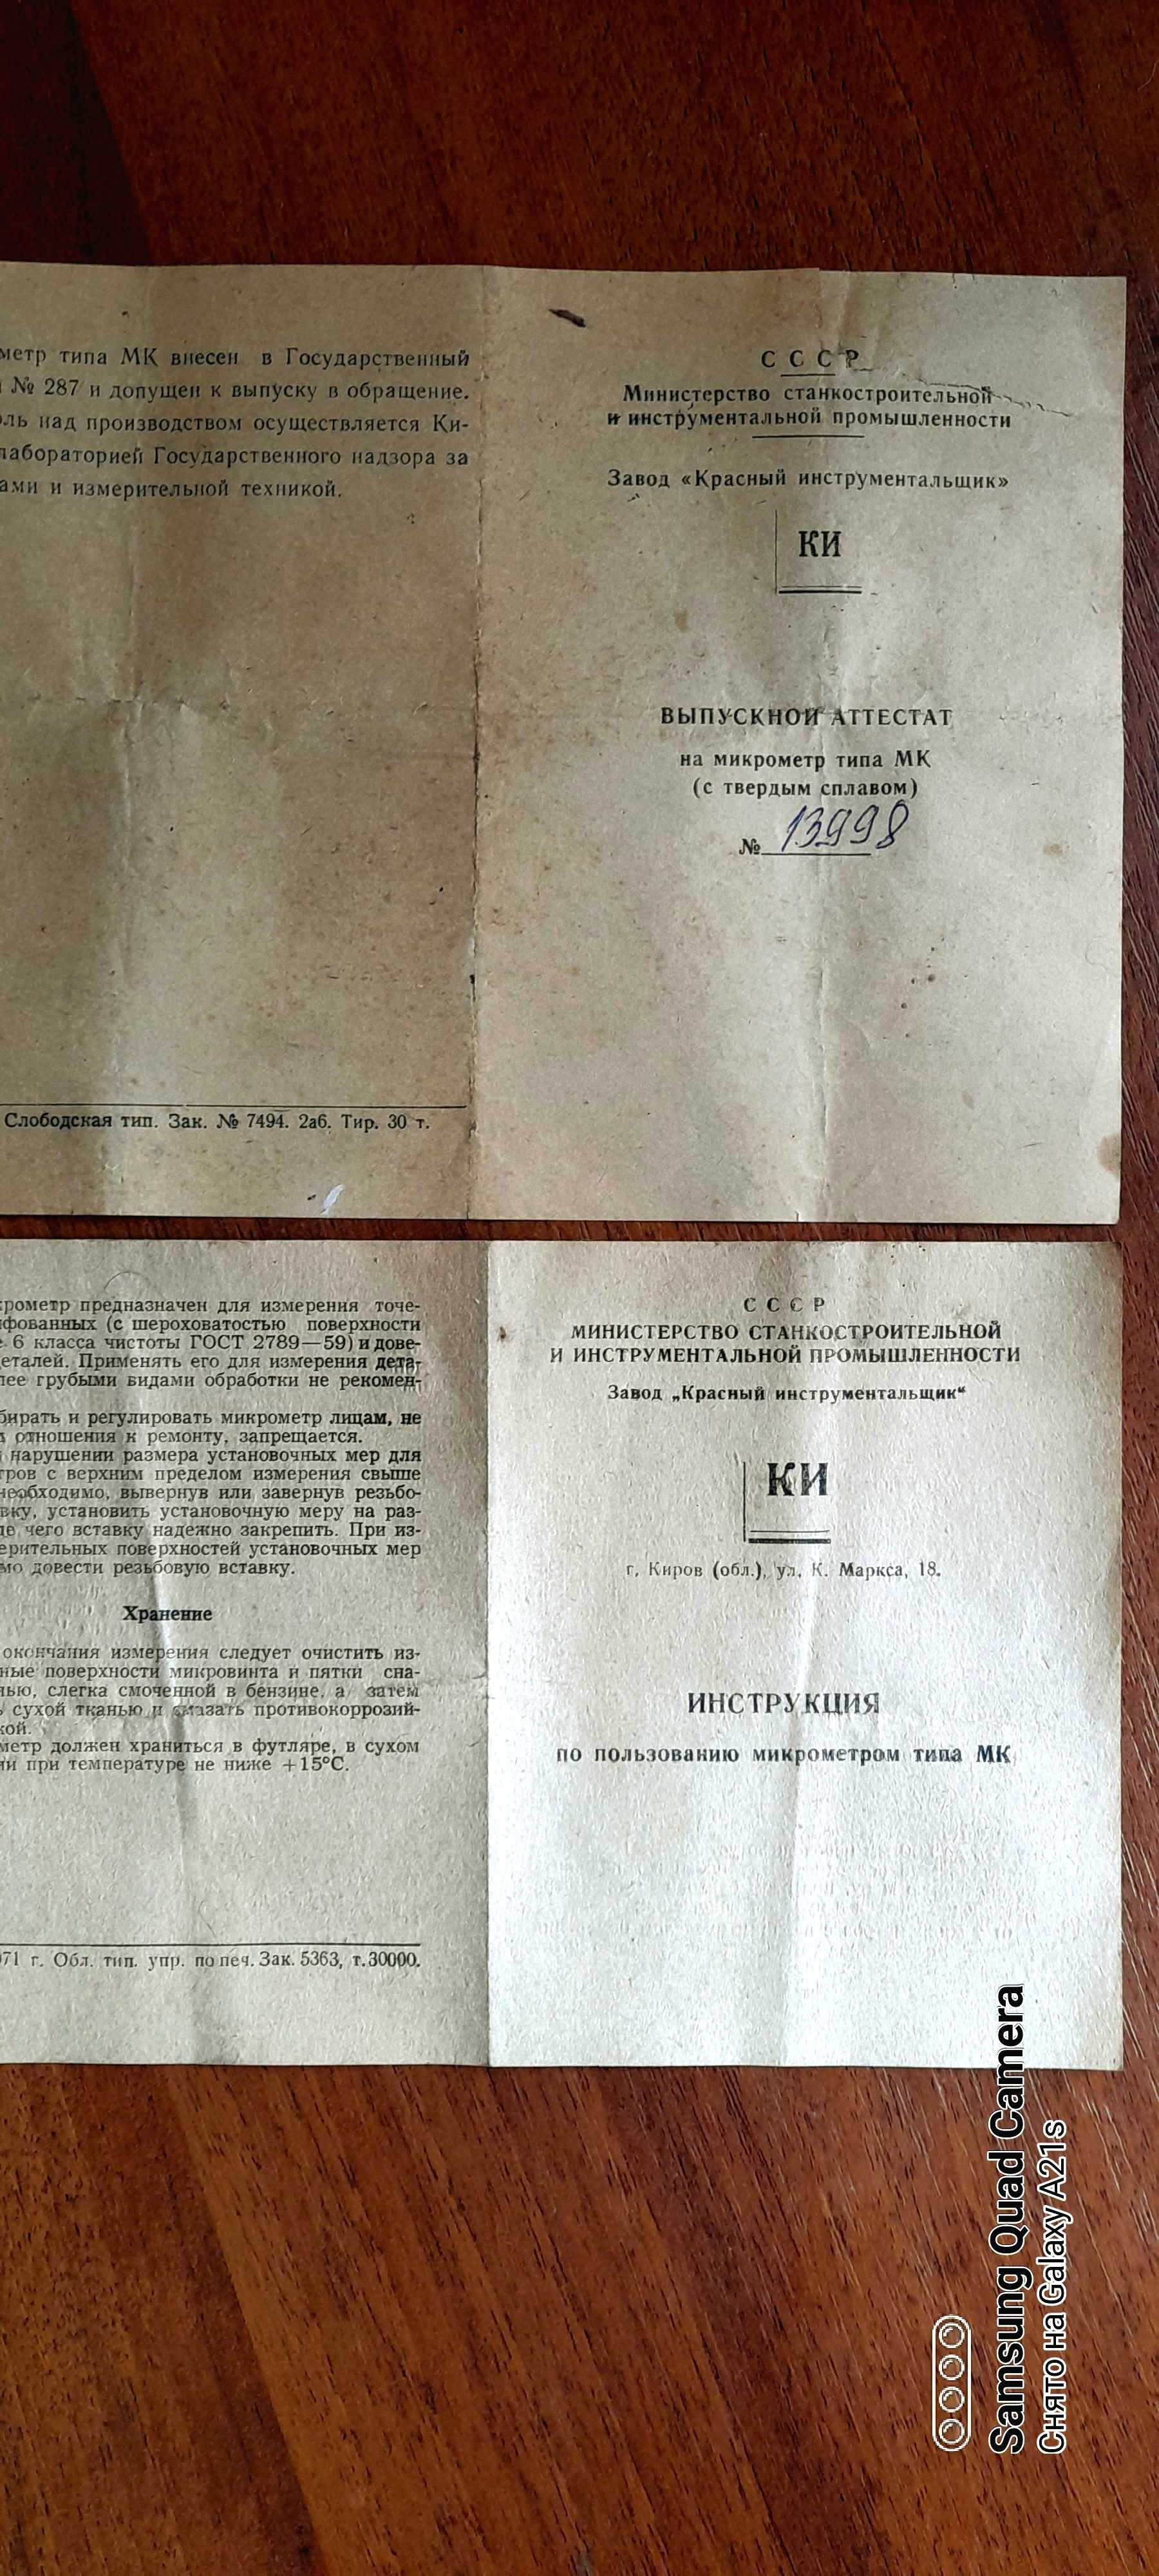 метр типа МК внесен в Государственный
№ 287 и допущен к выпуску в обращение.
оль над производством осуществляется Ки-
лабораторией Государственного надзора за
ами и измерительной техникой.
Слободская тип. Зак. № 7494. 2а6. Тир. 30 т.
СССР
Министерство станкостроительной
и инструментальной промышленности
Завод «Красный инструментальщик»
КИ
ВЫПУСКНОЙ АТТЕСТАТ
на микрометр типа МК
(с твердым сплавом)
№ 13998
рометр предназначен для измерения точе-
фованных (с шероховатостью поверхности
6 класса чистоты ГОСТ 2789—59) и дове-
еталей. Применять его для измерения дета-
лее грубыми видами обработки не рекомен-
бирать и регулировать микрометр лицам, не
отношения к ремонту, запрещается.
нарушении размера установочных мер для
тров с верхним пределом измерения свыше
необходимо, вывернув или завернув резьбо-
вку, установить установочную меру на раз-
ле чего вставку надежно закрепить. При из-
ерительных поверхностей установочных мер
мо довести резьбовую вставку.
Хранение
окончания измерения следует очистить из-
ные поверхности микровинта и пятки сна-
нью, слегка смоченной в бензине, а затем
сухой тканью и смазать противокоррозий-
кой.
метр должен храниться в футляре, в сухом
ии при температуре не ниже +15°С.
971 г. Обл. тип. упр. по печ. Зак. 5363, т.30000.
СССР
МИНИСТЕРСТВО СТАНКОСТРОИТЕЛЬНОЙ
И ИНСТРУМЕНТАЛЬНОЙ ПРОМЫШЛЕННОСТИ
Завод „Красный инструментальщик"
КИ
г. Киров (обл.), ул. К. Маркса, 18.
ИНСТРУКЦИЯ
по пользованию микрометром типа МК
Samsung Quad Camera
Снято на Galaxy A21s